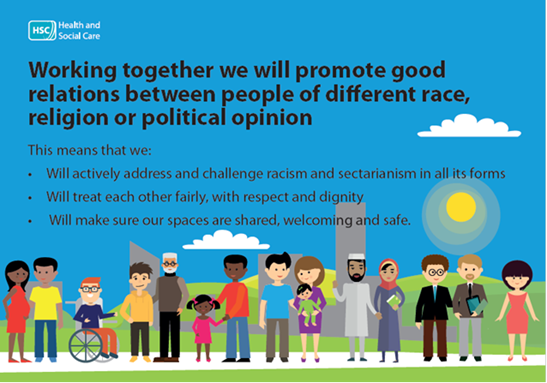 HSC Health and
Social Care
Working together we will promote good
relations between people of different race,
religion or political opinion
This means that we:
• Will actively address and challenge racism and sectarianism in all its forms
• Will treat each other fairly, with respect and dignity
• Will make sure our spaces are shared, welcoming and safe.